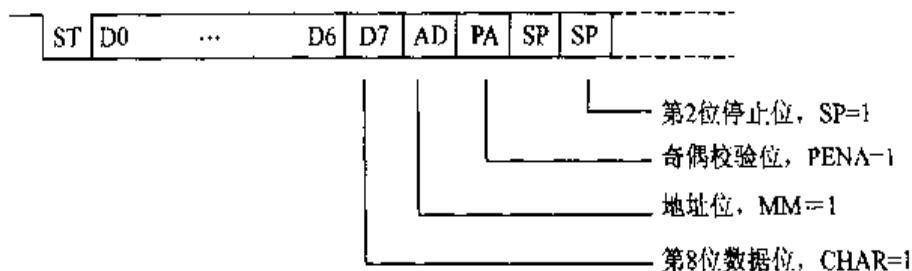 ST D0 ... D6 D7 AD PA SP SP
第2位停止位，SP=1
奇偶校验位，PENA=1
地址位，MM=1
第8位数据位，CHAR=1